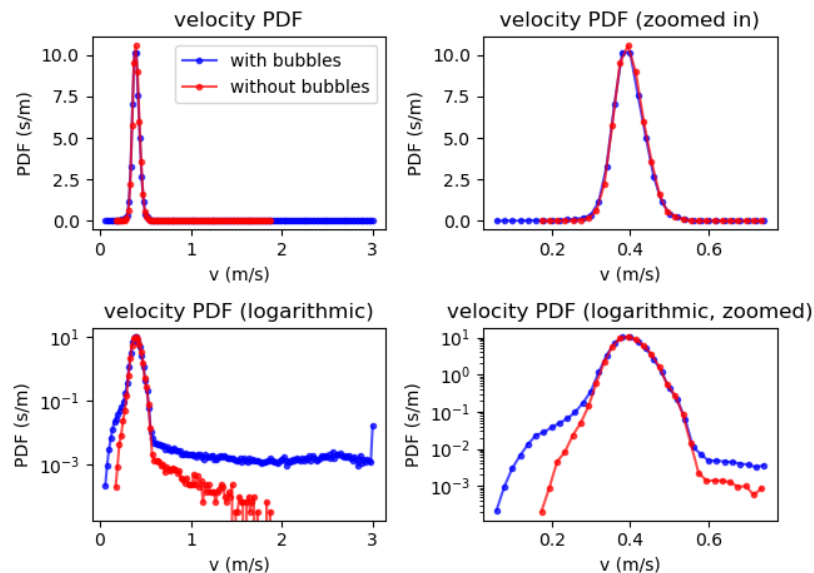 velocity PDF
PDF (s/m)
10.0
7.5
5.0
2.5
0.0
0
1
2
3
v (m/s)
with bubbles
without bubbles
velocity PDF (zoomed in)
PDF (s/m)
10.0
7.5
5.0
2.5
0.0
0.2
0.4
0.6
v (m/s)
velocity PDF (logarithmic)
PDF (s/m)
10¹
10⁻¹
10⁻³
0
1
2
3
v (m/s)
velocity PDF (logarithmic, zoomed)
PDF (s/m)
10¹
10⁰
10⁻¹
10⁻²
10⁻³
0.2
0.4
0.6
v (m/s)